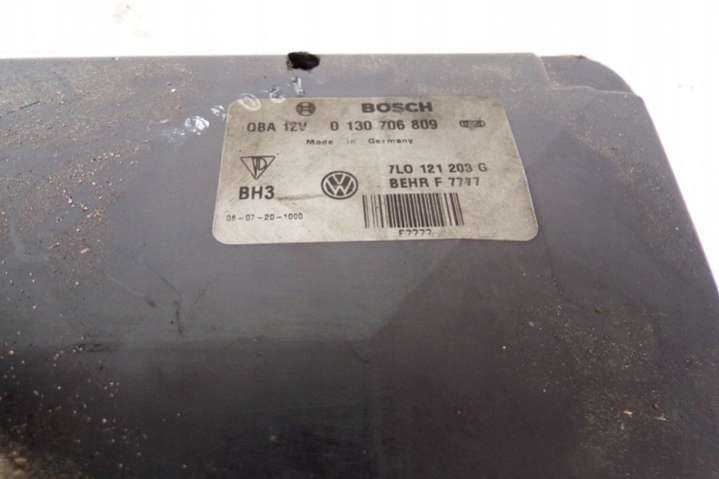 BOSCH
QBA 12V 0 130 706 809
Made in Germany
7L0 121 203 G
BH3 BEHR F 7777
06-07-20-1000
F7777